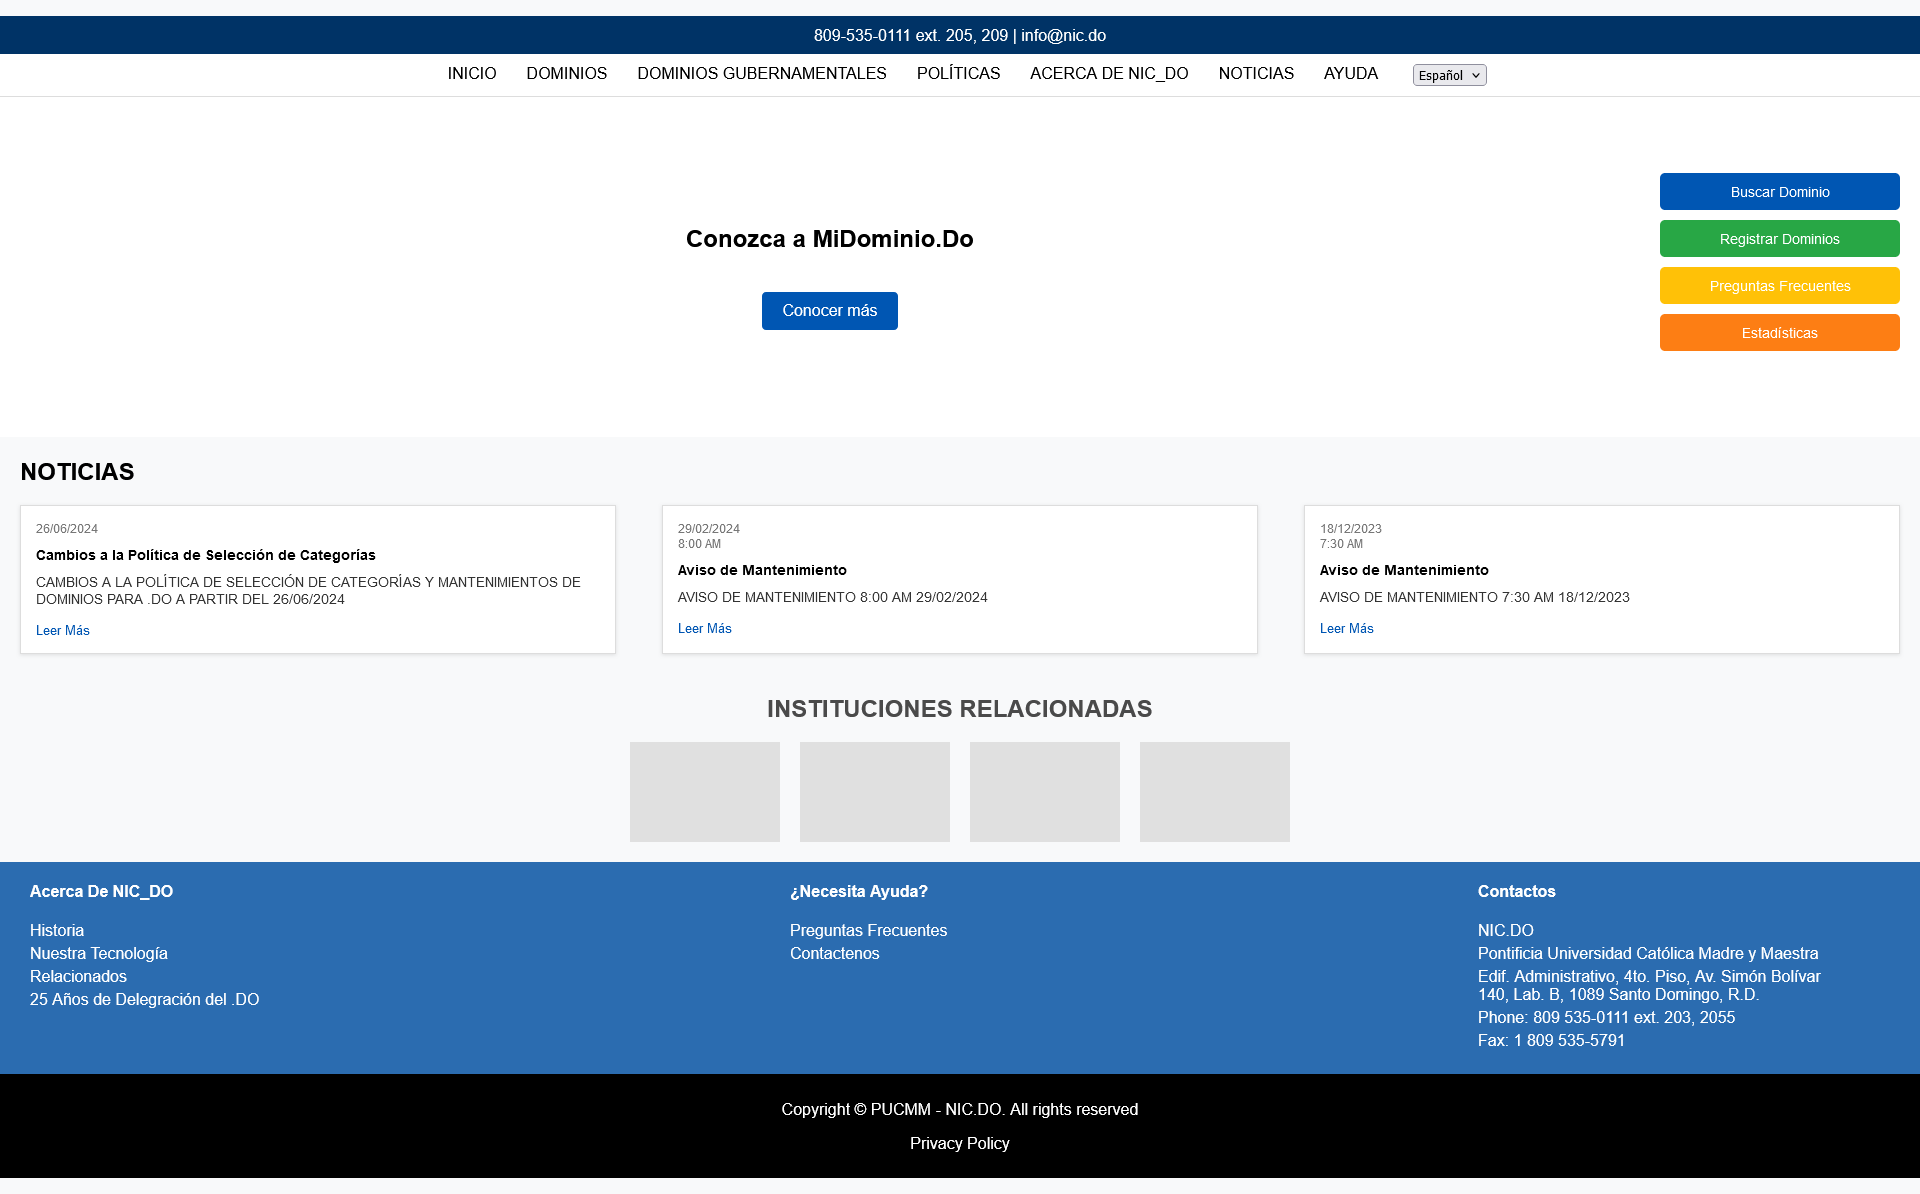 809-535-0111 ext. 205, 209 | info@nic.do
INICIO DOMINIOS DOMINIOS GUBERNAMENTALES POLÍTICAS ACERCA DE NIC_DO NOTICIAS AYUDA Español
Conozca a MiDominio.Do
Conocer más
Buscar Dominio
Registrar Dominios
Preguntas Frecuentes
Estadísticas
NOTICIAS
26/06/2024
Cambios a la Política de Selección de Categorías
CAMBIOS A LA POLÍTICA DE SELECCIÓN DE CATEGORÍAS Y MANTENIMIENTOS DE
DOMINIOS PARA .DO A PARTIR DEL 26/06/2024
Leer Más
29/02/2024
8:00 AM
Aviso de Mantenimiento
AVISO DE MANTENIMIENTO 8:00 AM 29/02/2024
Leer Más
18/12/2023
7:30 AM
Aviso de Mantenimiento
AVISO DE MANTENIMIENTO 7:30 AM 18/12/2023
Leer Más
INSTITUCIONES RELACIONADAS
Acerca De NIC_DO
Historia
Nuestra Tecnología
Relacionados
25 Años de Delegración del .DO
¿Necesita Ayuda?
Preguntas Frecuentes
Contactenos
Contactos
NIC.DO
Pontificia Universidad Católica Madre y Maestra
Edif. Administrativo, 4to. Piso, Av. Simón Bolívar
140, Lab. B, 1089 Santo Domingo, R.D.
Phone: 809 535-0111 ext. 203, 2055
Fax: 1 809 535-5791
Copyright © PUCMM - NIC.DO. All rights reserved
Privacy Policy